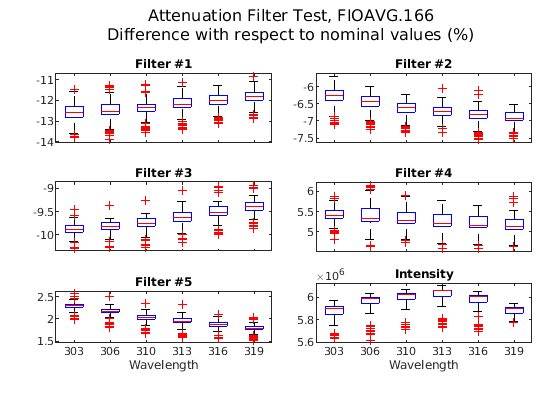 Attenuation Filter Test, FIOAVG.166
Difference with respect to nominal values (%)
Filter #1
-11
-12
-13
-14
Filter #2
-6
-6.5
-7
-7.5
Filter #3
-9
-9.5
-10
Filter #4
6
5.5
5
Filter #5
2.5
2
1.5
303 306 310 313 316 319
Wavelength
Intensity
×10^6
6
5.8
5.6
303 306 310 313 316 319
Wavelength